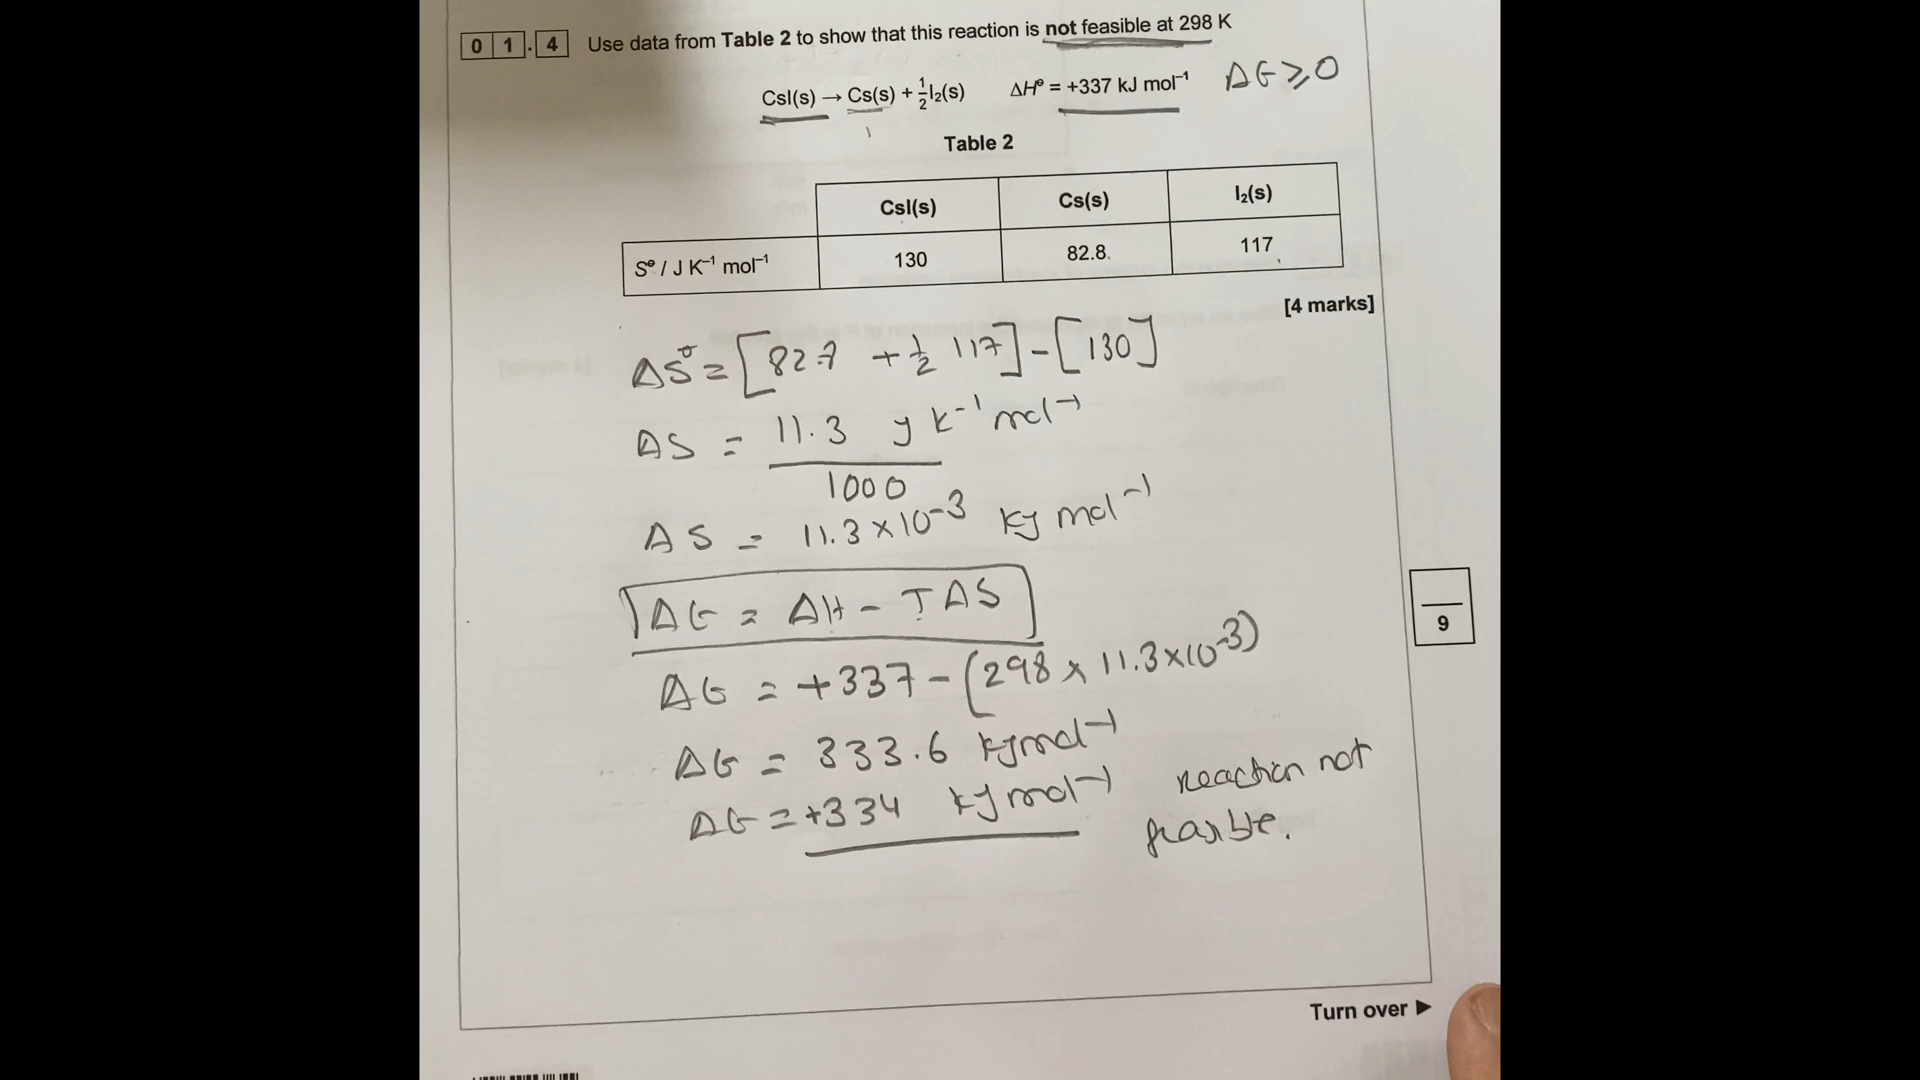 01.4 Use data from Table 2 to show that this reaction is not feasible at 298 K
CsI(s) → Cs(s) + ½I₂(s) ΔH° = +337 kJ mol⁻¹ ΔG ⩾ 0
Table 2
CsI(s) Cs(s) I₂(s)
S° / J K⁻¹ mol⁻¹ 130 82.8 117
[4 marks]
ΔS° = [82.7 + ½ 117] - [130]
ΔS = 11.3 y k⁻¹ mol⁻¹
1000
ΔS = 11.3 × 10⁻³ kJ mol⁻¹
ΔG = ΔH - TΔS
ΔG = +337 - (298 × 11.3 × 10⁻³)
ΔG = 333.6 kJ mol⁻¹
ΔG = +334 kJ mol⁻¹ reaction not
feasible.
9
Turn over ►